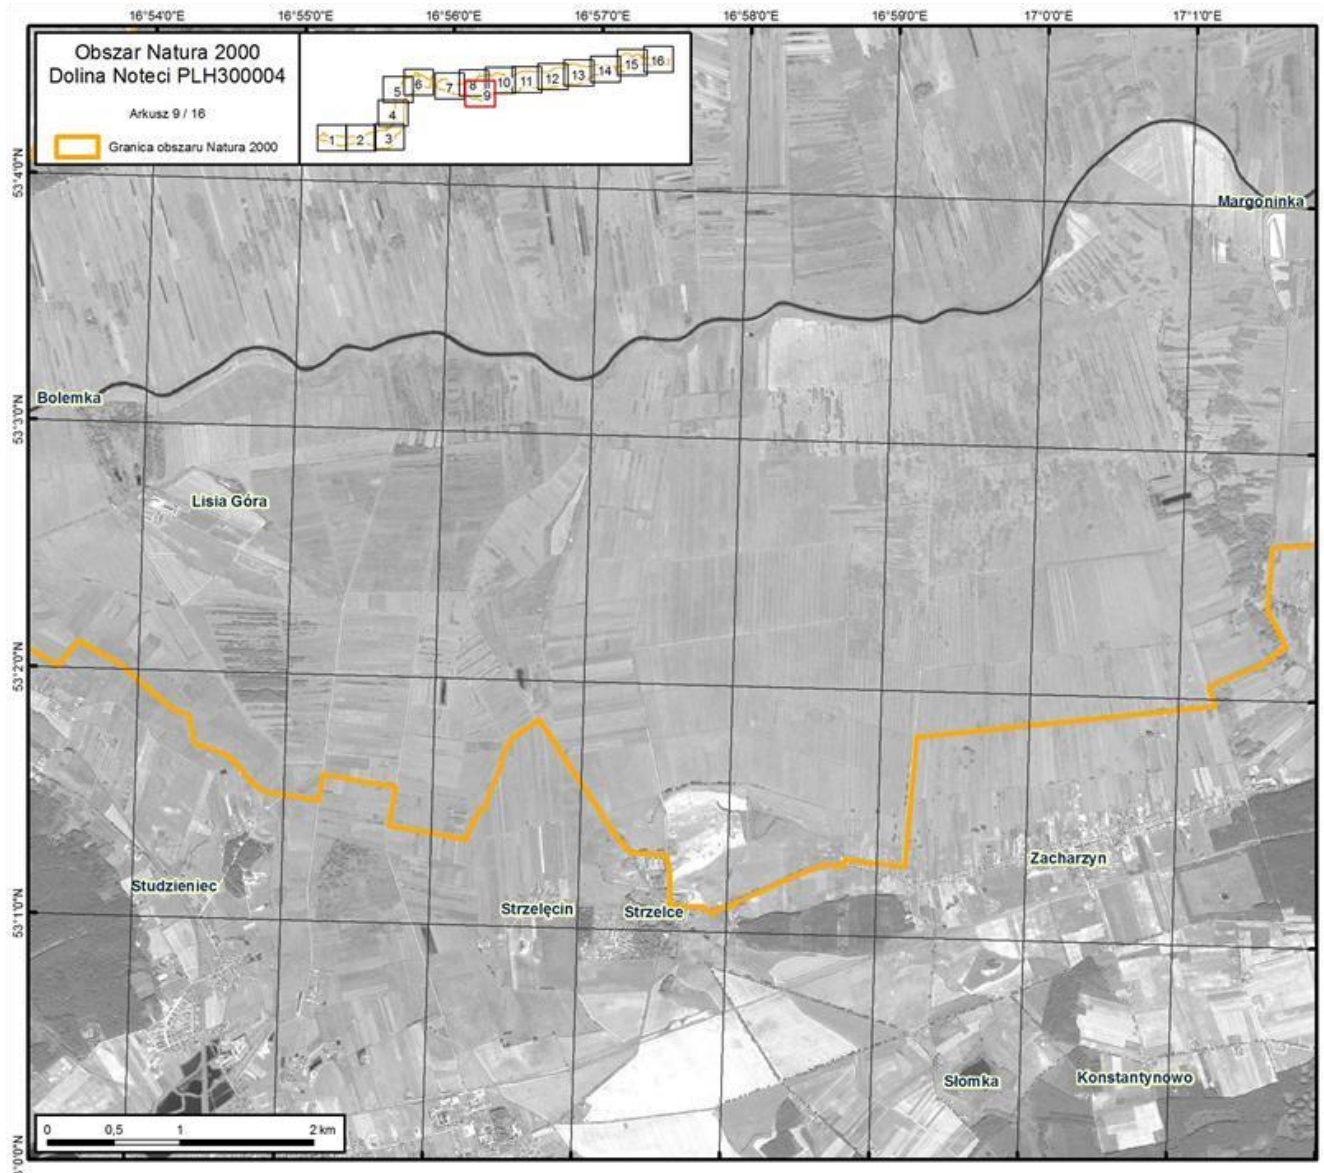 16°54'0"E 16°55'0"E 16°56'0"E 16°57'0"E 16°58'0"E 16°59'0"E 17°0'0"E 17°1'0"E
Obszar Natura 2000
Dolina Noteci PLH300004
Arkusz 9 / 16
Granica obszaru Natura 2000
1 2 3 4 5 6 7 8 9 10 11 12 13 14 15 16
53°4'0"N
Margoninka
Bolemka
53°3'0"N
Lisia Góra
53°2'0"N
Zacharzyn
Studzieniec
Strzelęcin
Strzelce
53°1'0"N
Słomka
Konstantynowo
0 0,5 1 2 km
°0'0"N